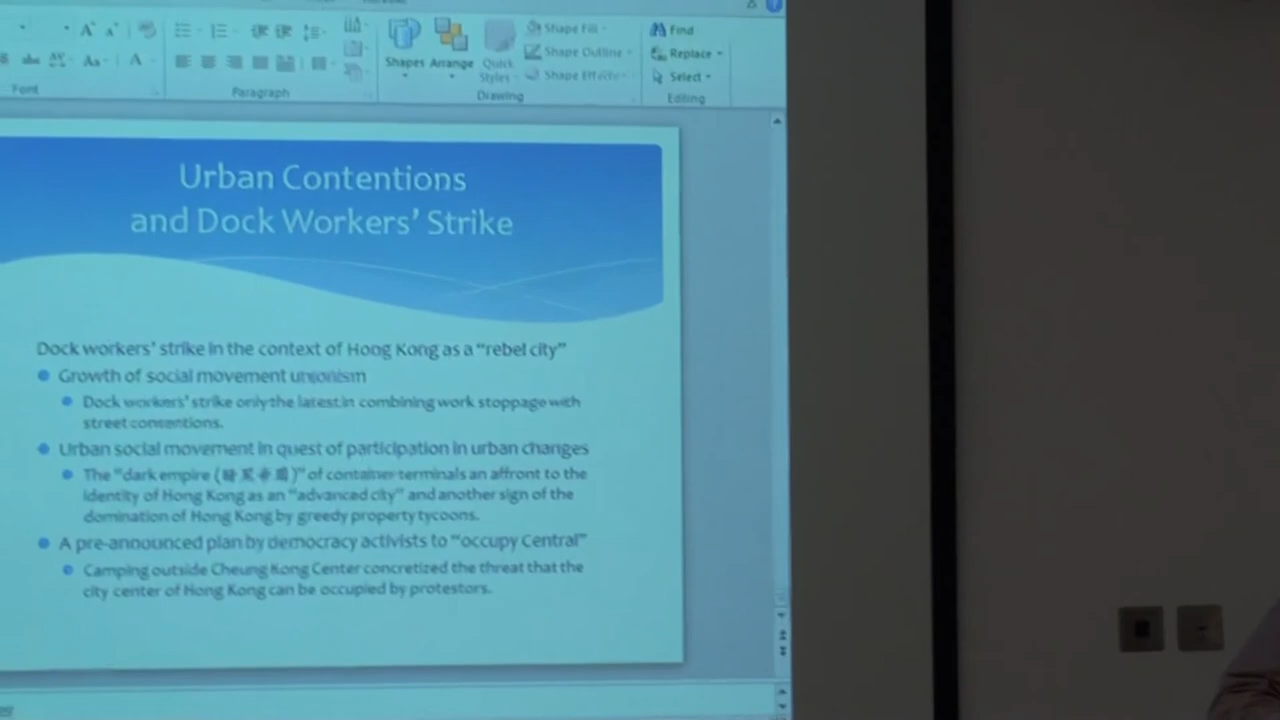 Shape Fill
Find
Shapes Arrange Quick Styles
Shape Outline
Replace
Shape Effects
Select
Font Paragraph Drawing Editing
Urban Contentions
and Dock Workers’ Strike
Dock workers’ strike in the context of Hong Kong as a “rebel city”
Growth of social movement unionism
Dock workers’ strike only the latest in combining work stoppage with
street contentions.
Urban social movement in quest of participation in urban changes
The “dark empire (暗黑帝國)” of container terminals an affront to the
identity of Hong Kong as an “advanced city” and another sign of the
domination of Hong Kong by greedy property tycoons.
A pre-announced plan by democracy activists to “occupy Central”
Camping outside Cheung Kong Center concretized the threat that the
city center of Hong Kong can be occupied by protestors.